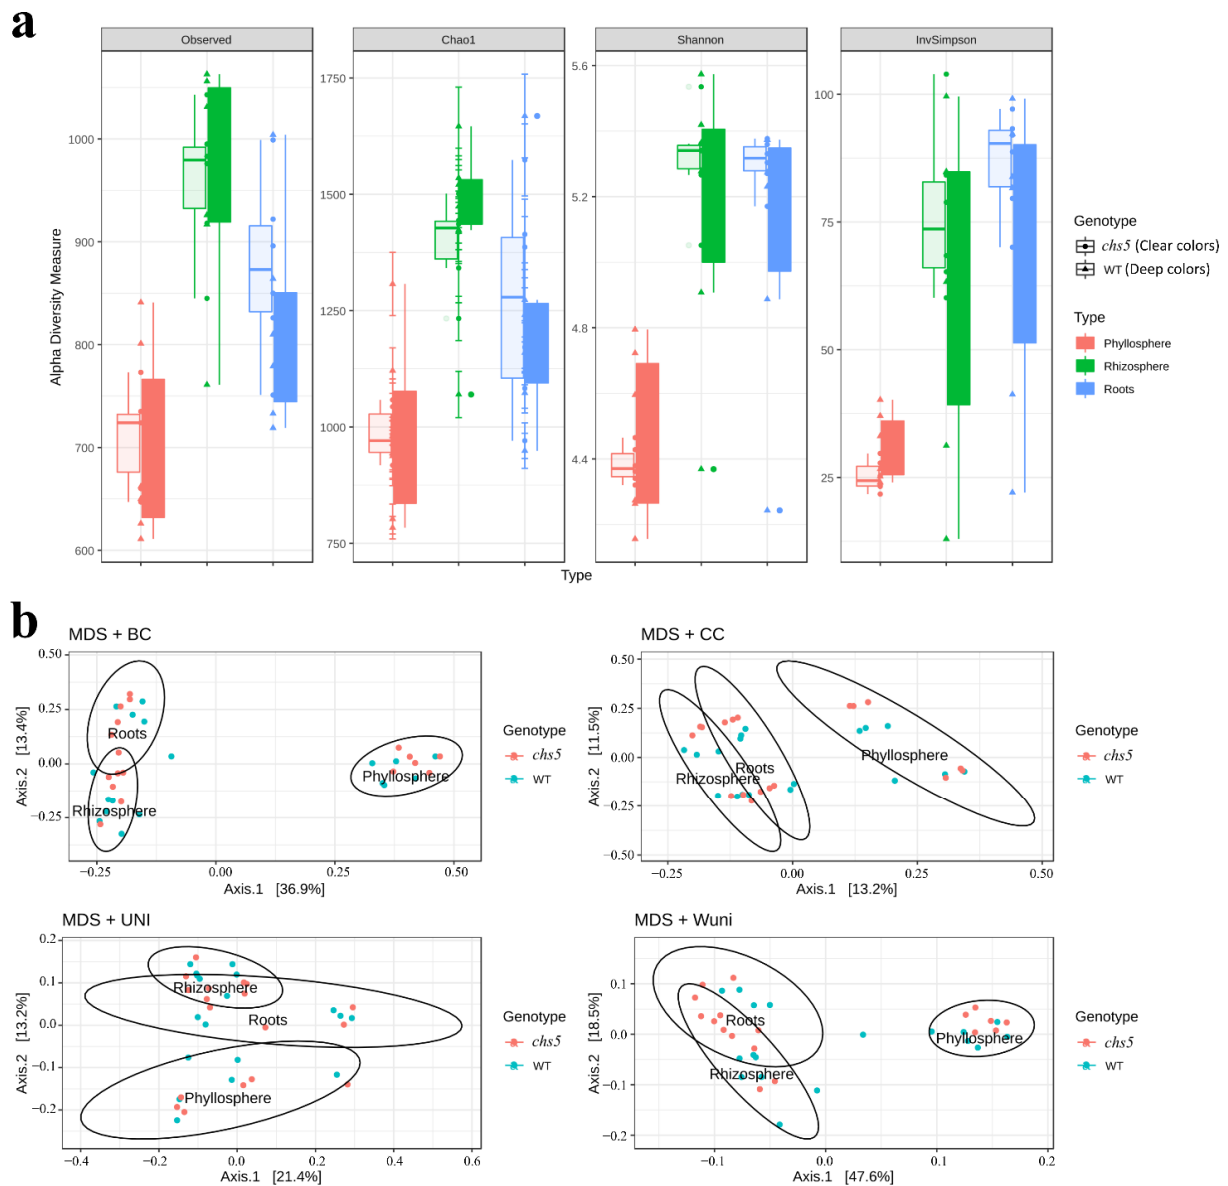 a
Observed
Chao1
Shannon
InvSimpson
Alpha Diversity Measure
1000
900
800
700
600
1750
1500
1250
1000
750
5.6
5.2
4.8
4.4
100
75
50
25
Type
Genotype
chs5 (Clear colors)
WT (Deep colors)
Type
Phyllosphere
Rhizosphere
Roots
b
MDS + BC
Axis.2 [13.4%]
0.50
0.25
0.00
−0.25
Roots
Rhizosphere
Phyllosphere
−0.25 0.00 0.25 0.50
Axis.1 [36.9%]
Genotype
chs5
WT
MDS + CC
Axis.2 [11.5%]
0.50
0.25
0.00
−0.25
−0.50
Phyllosphere
Roots
Rhizosphere
−0.25 0.00 0.25 0.50
Axis.1 [13.2%]
Genotype
chs5
WT
MDS + UNI
Axis.2 [13.2%]
0.2
0.1
0.0
−0.1
−0.2
Rhizosphere
Roots
Phyllosphere
−0.4 −0.2 0.0 0.2 0.4 0.6
Axis.1 [21.4%]
Genotype
chs5
WT
MDS + Wuni
Axis.2 [18.5%]
0.1
0.0
−0.1
−0.2
Roots
Phyllosphere
Rhizosphere
−0.1 0.0 0.1 0.2
Axis.1 [47.6%]
Genotype
chs5
WT